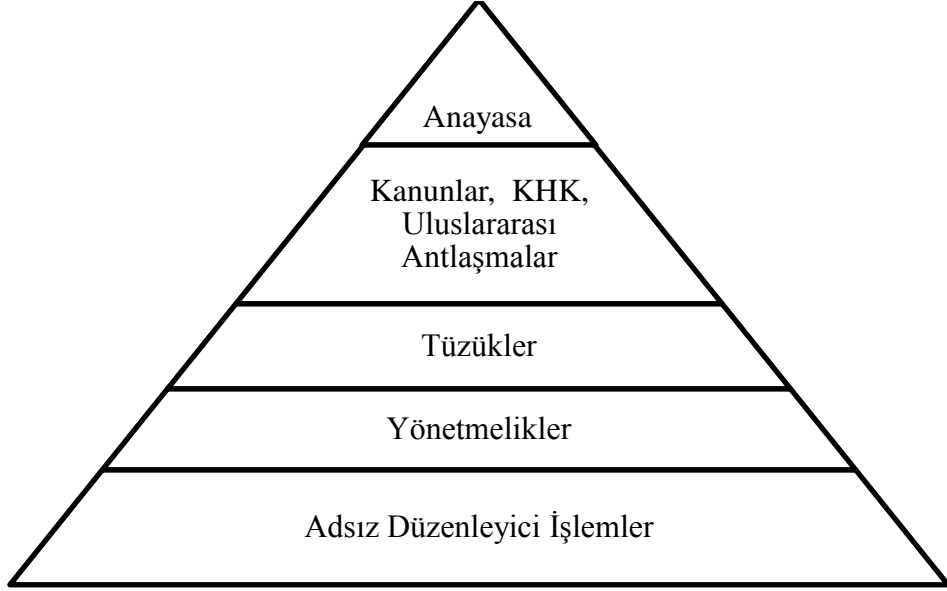 Anayasa
Kanunlar, KHK,
Uluslararası
Antlaşmalar
Tüzükler
Yönetmelikler
Adsız Düzenleyici İşlemler